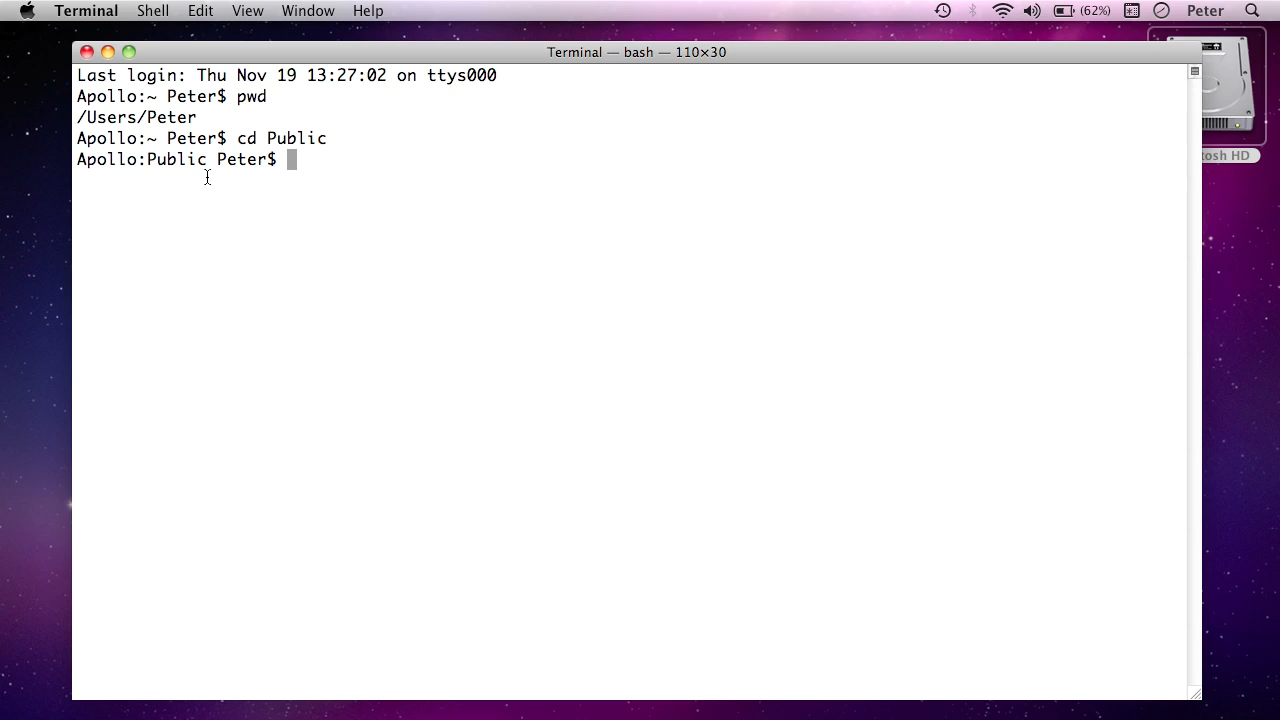 Terminal Shell Edit View Window Help (62%) Peter
Terminal — bash — 110×30
Last login: Thu Nov 19 13:27:02 on ttys000
Apollo:~ Peter$ pwd
/Users/Peter
Apollo:~ Peter$ cd Public
Apollo:Public Peter$
tosh HD